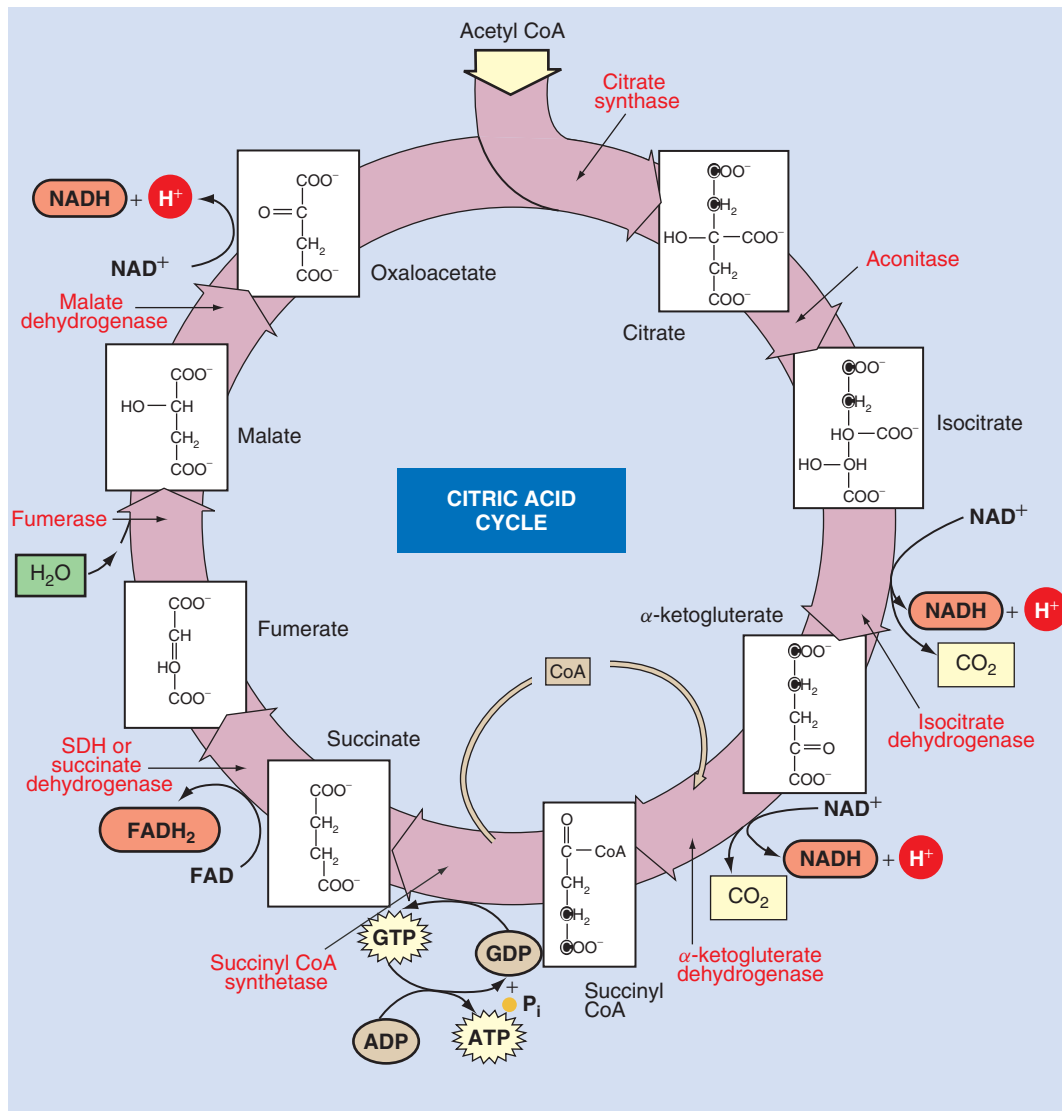 Acetyl CoA
Citrate
synthase
COO⁻
O=C
CH₂
COO⁻
Oxaloacetate
NADH + H⁺
NAD⁺
Malate
dehydrogenase
COO⁻
CH₂
HO—C—COO⁻
CH₂
COO⁻
Citrate
Aconitase
COO⁻
CH₂
HO—COO⁻
HO—OH
COO⁻
Isocitrate
COO⁻
HO—CH
CH₂
COO⁻
Malate
CITRIC ACID
CYCLE
Fumerase
H₂O
NAD⁺
NADH + H⁺
CO₂
Isocitrate
dehydrogenase
COO⁻
CH
HO
COO⁻
Fumerate
α-ketogluterate
COO⁻
CH₂
CH₂
C=O
COO⁻
CoA
SDH or
succinate
dehydrogenase
FADH₂
FAD
Succinate
COO⁻
CH₂
CH₂
COO⁻
NAD⁺
NADH + H⁺
CO₂
α-ketogluterate
dehydrogenase
O
C—CoA
CH₂
CH₂
COO⁻
Succinyl
CoA
Succinyl CoA
synthetase
GTP
GDP
+
Pᵢ
ADP
ATP